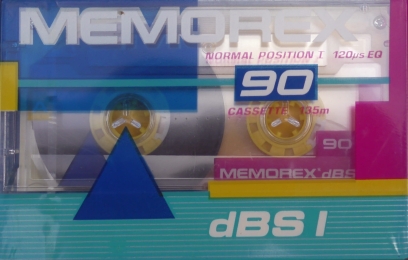 MEMOREX
NORMAL POSITION I 120µs EQ
90
CASSETTE 135m
90
MEMOREX dBS
dBS I